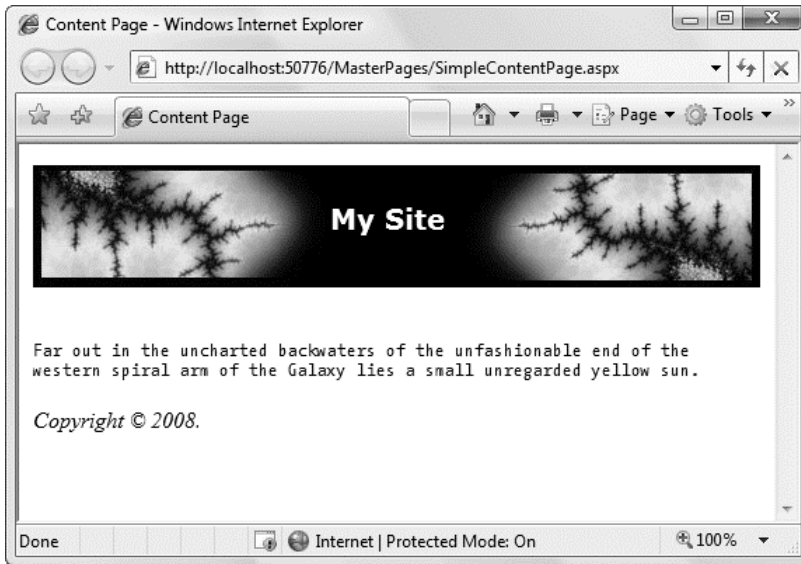 Content Page - Windows Internet Explorer
http://localhost:50776/MasterPages/SimpleContentPage.aspx
Content Page
Page
Tools
My Site
Far out in the uncharted backwaters of the unfashionable end of the
western spiral arm of the Galaxy lies a small unregarded yellow sun.
Copyright © 2008.
Done
Internet | Protected Mode: On
100%